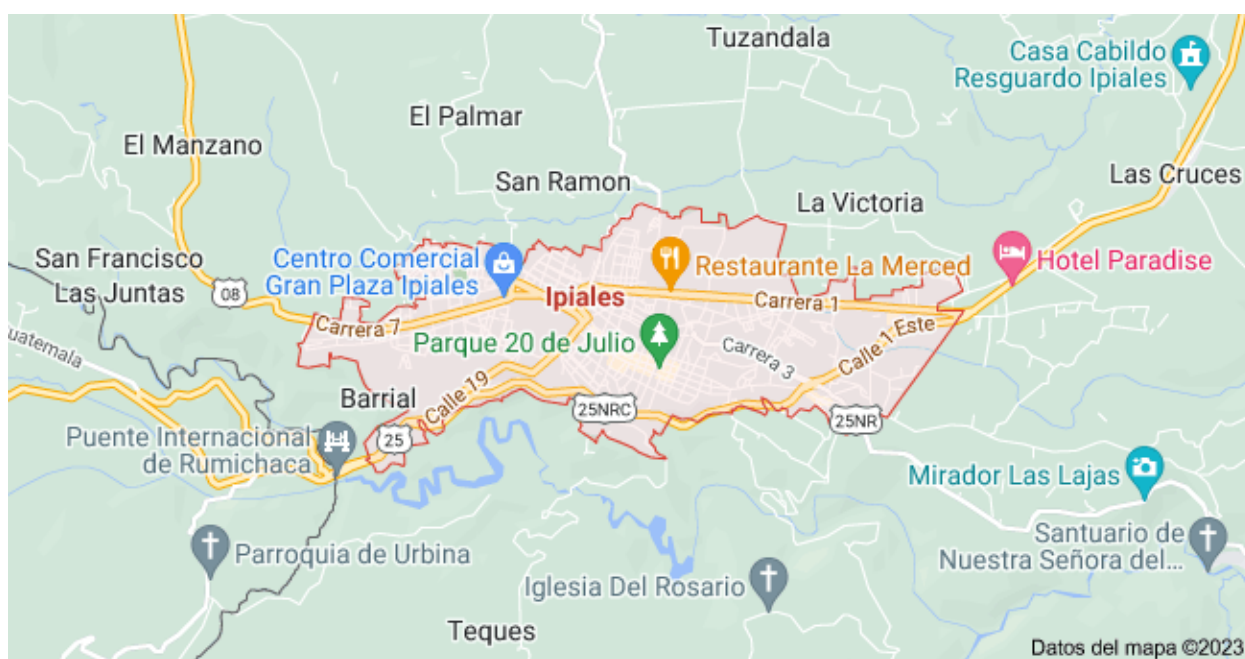 Tuzandala
Casa Cabildo
Resguardo Ipiales
El Palmar
El Manzano
San Ramon
Las Cruces
La Victoria
San Francisco
Las Juntas
Centro Comercial
Gran Plaza Ipiales
Restaurante La Merced
Hotel Paradise
08
Ipiales
Carrera 1
Carrera 7
Calle 1 Este
Parque 20 de Julio
Carrera 3
uatemala
Barrial
Calle 19
25NRC
25NR
25
Puente Internacional
de Rumichaca
Mirador Las Lajas
Santuario de
Nuestra Señora del...
Parroquia de Urbina
Iglesia Del Rosario
Teques
Datos del mapa ©2023